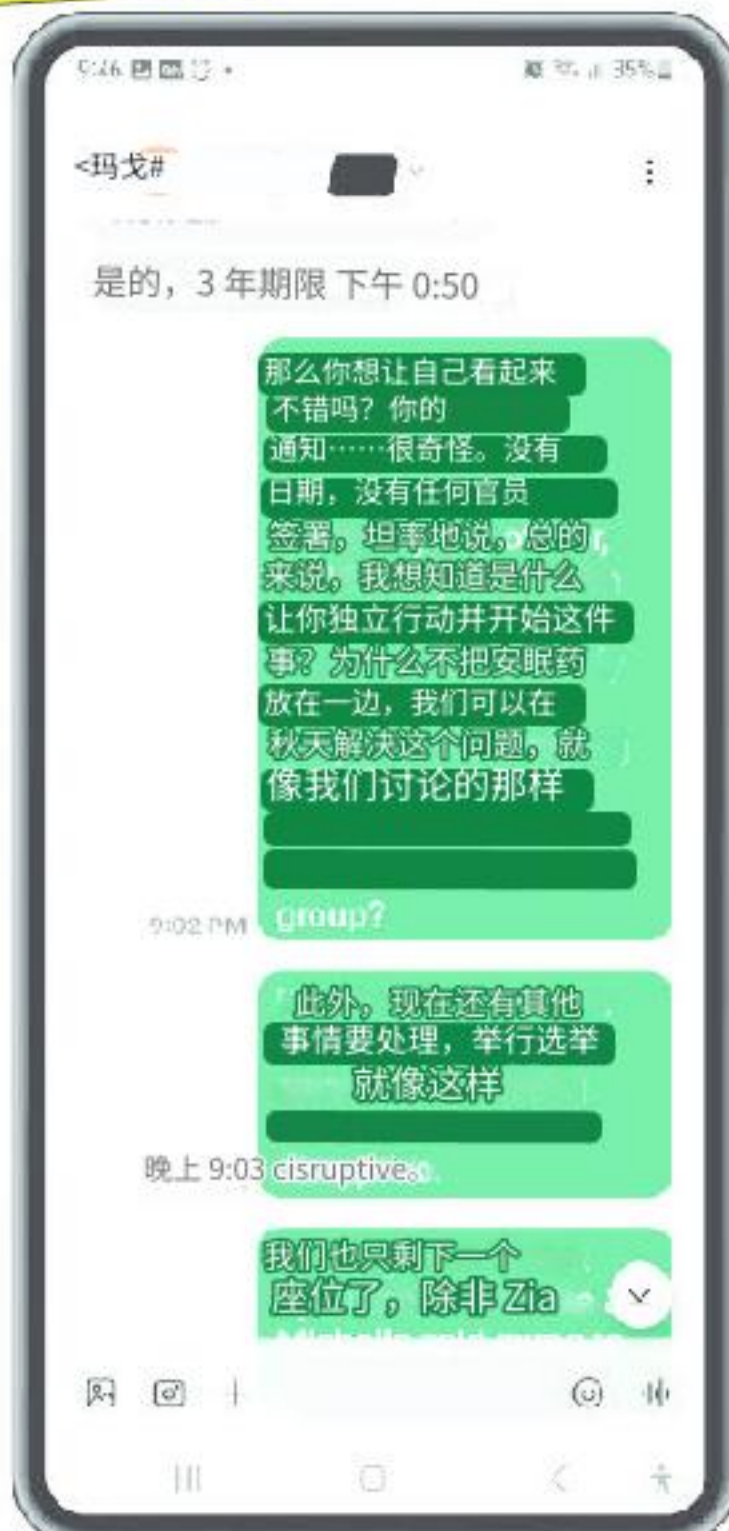 35%
<玛戈#
是的，3 年期限 下午 0:50
那么你想让自己看起来
不错吗？你的
通知……很奇怪。没有
日期，没有任何官员
签署，坦率地说，总的
来说，我想知道是什么
让你独立行动并开始这件
事？为什么不把安眠药
放在一边，我们可以在
秋天解决这个问题，就
像我们讨论的那样
group?
9:02 PM
此外，现在还有其他
事情要处理，举行选举
就像这样
晚上 9:03 cisruptive。
我们也只剩下一个
座位了，除非 Zia